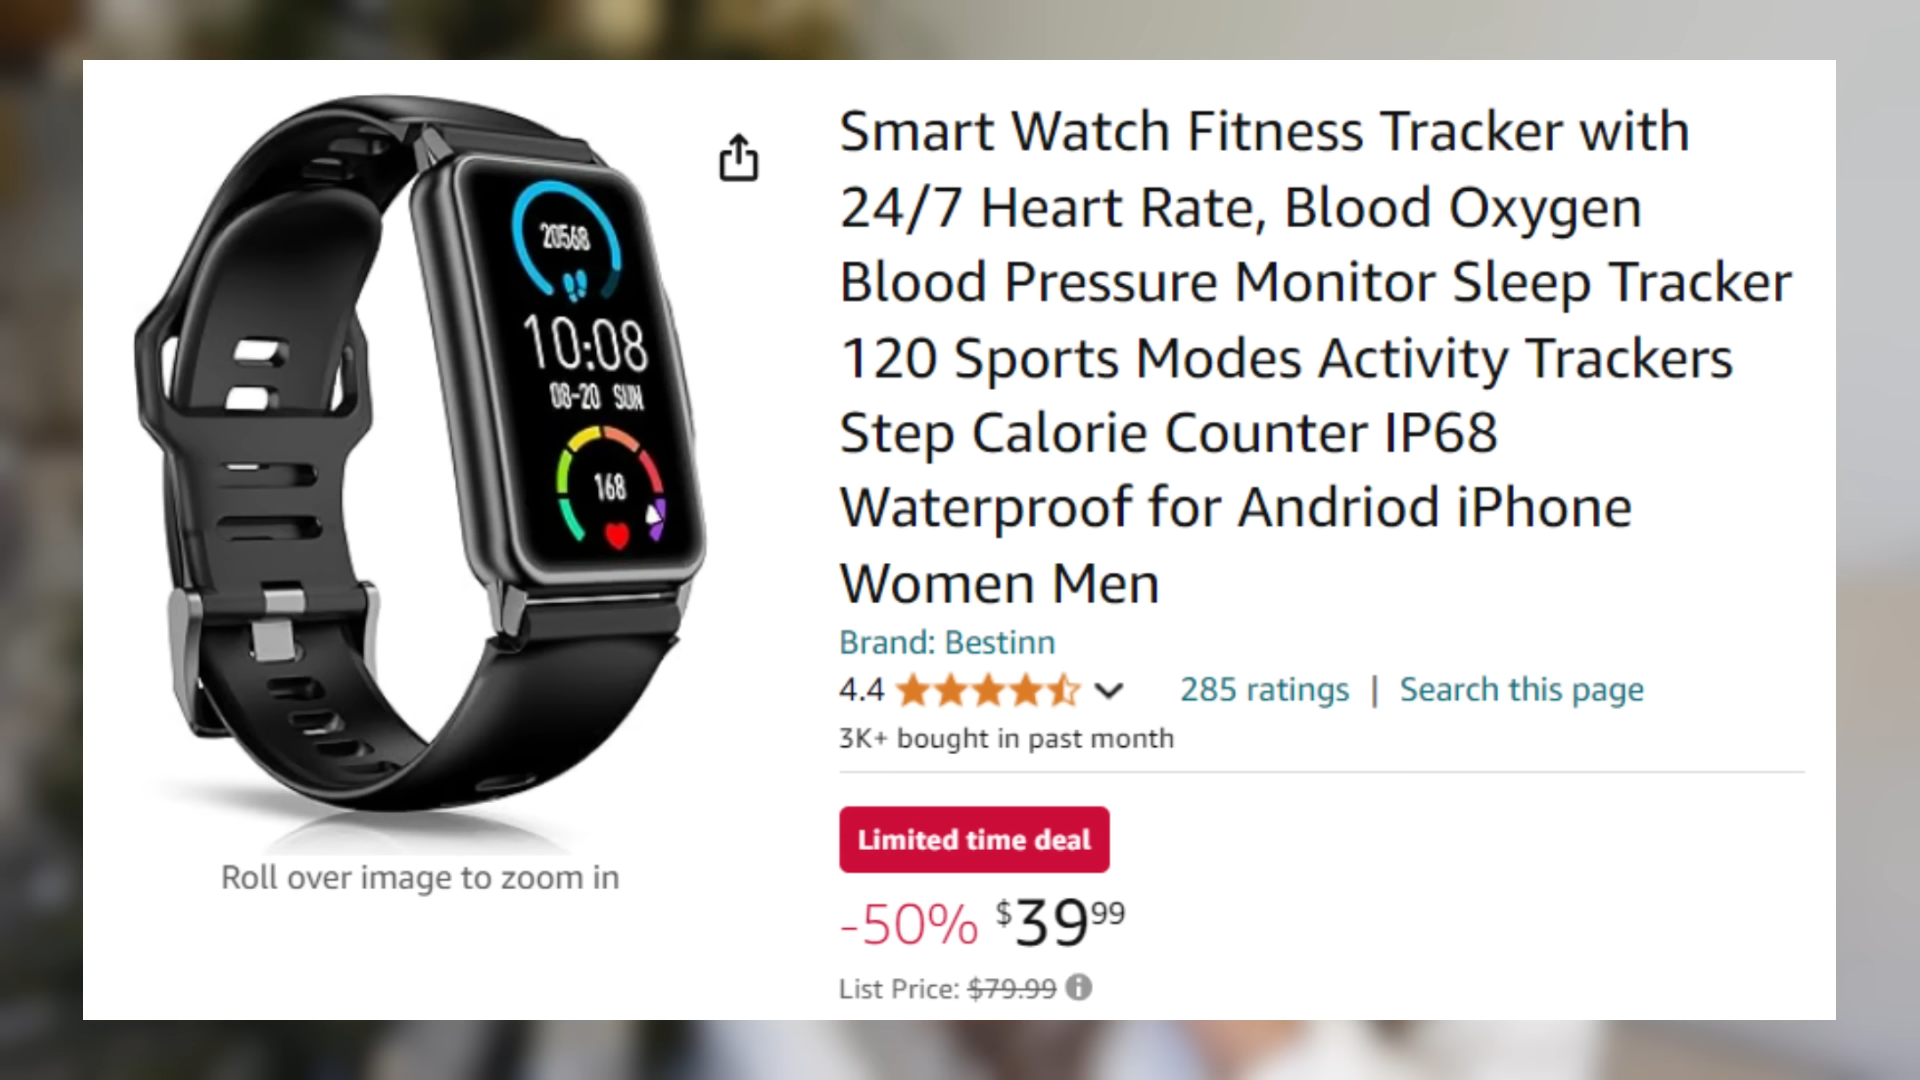 20568
10:08
08-20 SUN
168
Roll over image to zoom in
Smart Watch Fitness Tracker with
24/7 Heart Rate, Blood Oxygen
Blood Pressure Monitor Sleep Tracker
120 Sports Modes Activity Trackers
Step Calorie Counter IP68
Waterproof for Andriod iPhone
Women Men
Brand: Bestinn
4.4 285 ratings | Search this page
3K+ bought in past month
Limited time deal
-50% $39 99
List Price: $79.99